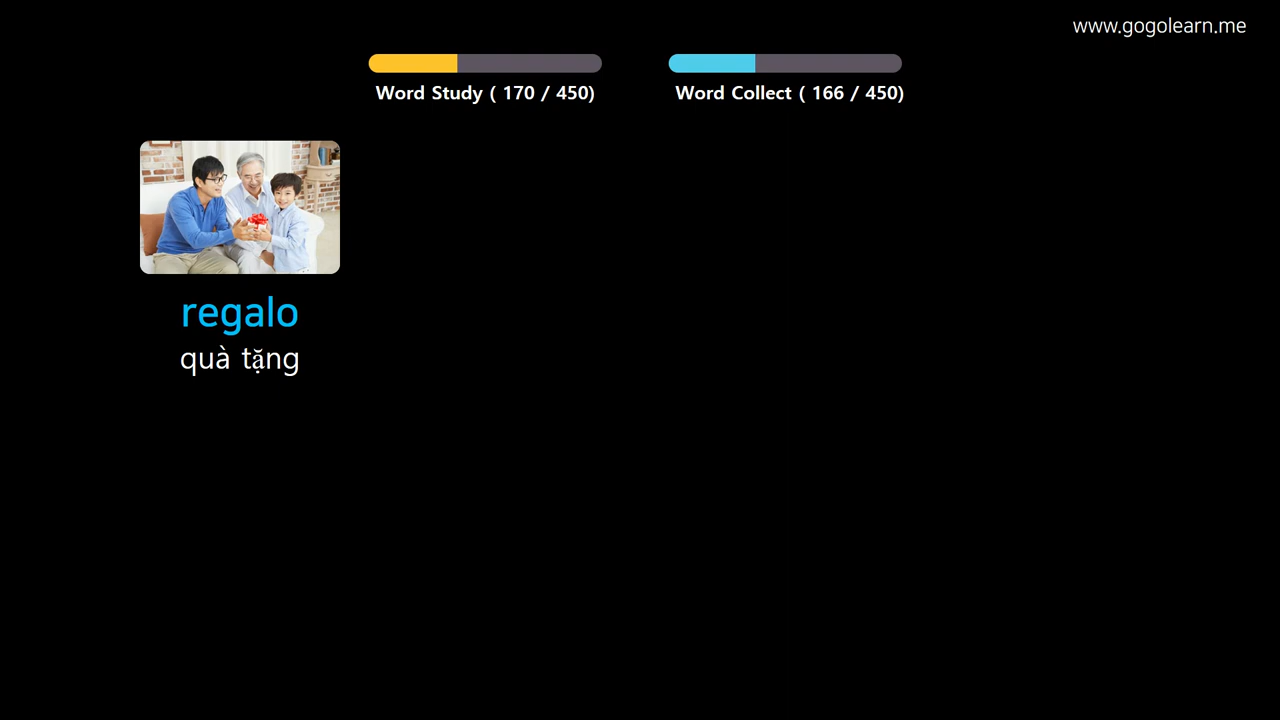 www.gogolearn.me
Word Study ( 170 / 450)
Word Collect ( 166 / 450)
regalo
quà tặng